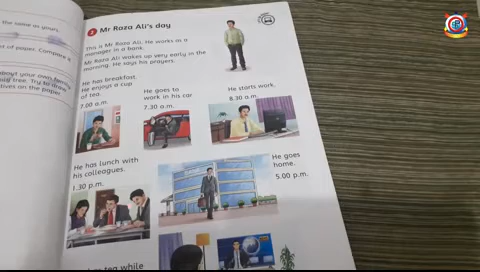 the same as yours.
et of paper. Compare it
about your own family
tree. Try to draw
tives on the paper.
2 Mr Raza Ali's day
This is Mr Raza Ali. He works as a
manager in a bank.
Mr Raza Ali wakes up very early in the
morning. He says his prayers.
He has breakfast.
He enjoys a cup
of tea.
7.00 a.m.
He goes to
work in his car.
7.30 a.m.
He starts work.
8.30 a.m.
He has lunch with
his colleagues.
1.30 p.m.
He goes
home.
5.00 p.m.
tea while